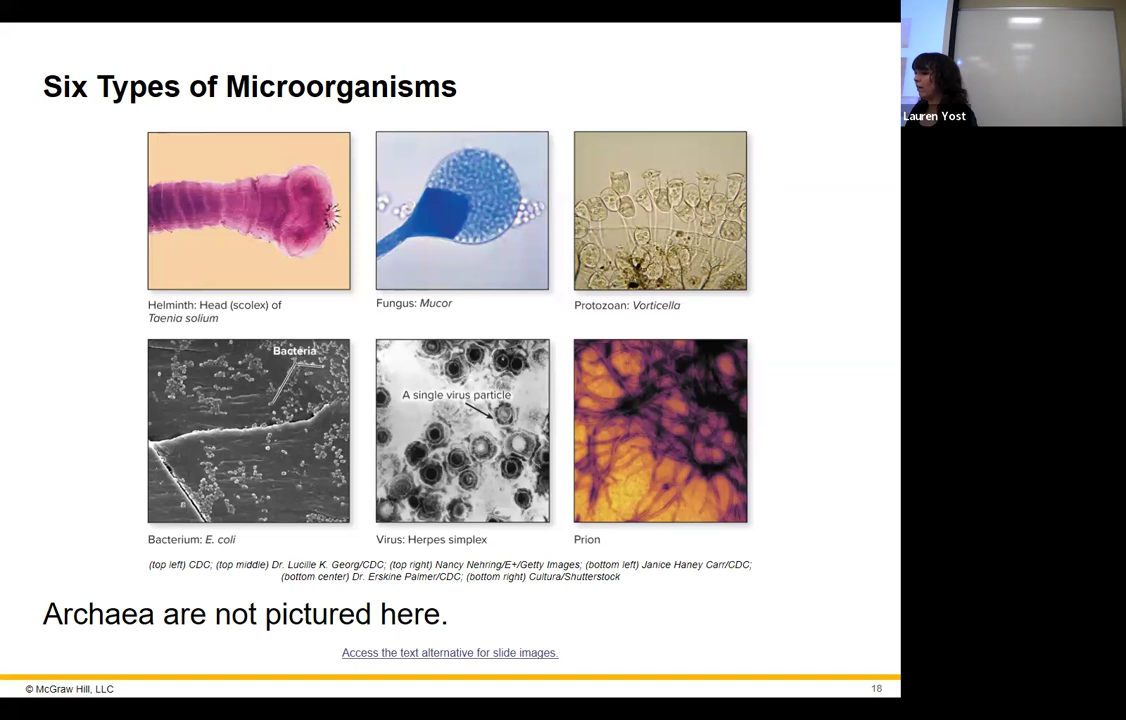 Six Types of Microorganisms
Lauren Yost
Helminth: Head (scolex) of
Taenia solium
Fungus: Mucor
Protozoan: Vorticella
Bacteria
A single virus particle
Bacterium: E. coli
Virus: Herpes simplex
Prion
(top left) CDC; (top middle) Dr. Lucille K. Georg/CDC; (top right) Nancy Nehring/E+/Getty Images; (bottom left) Janice Haney Carr/CDC;
(bottom center) Dr. Erskine Palmer/CDC; (bottom right) Cultura/Shutterstock
Archaea are not pictured here.
Access the text alternative for slide images.
© McGraw Hill, LLC
18